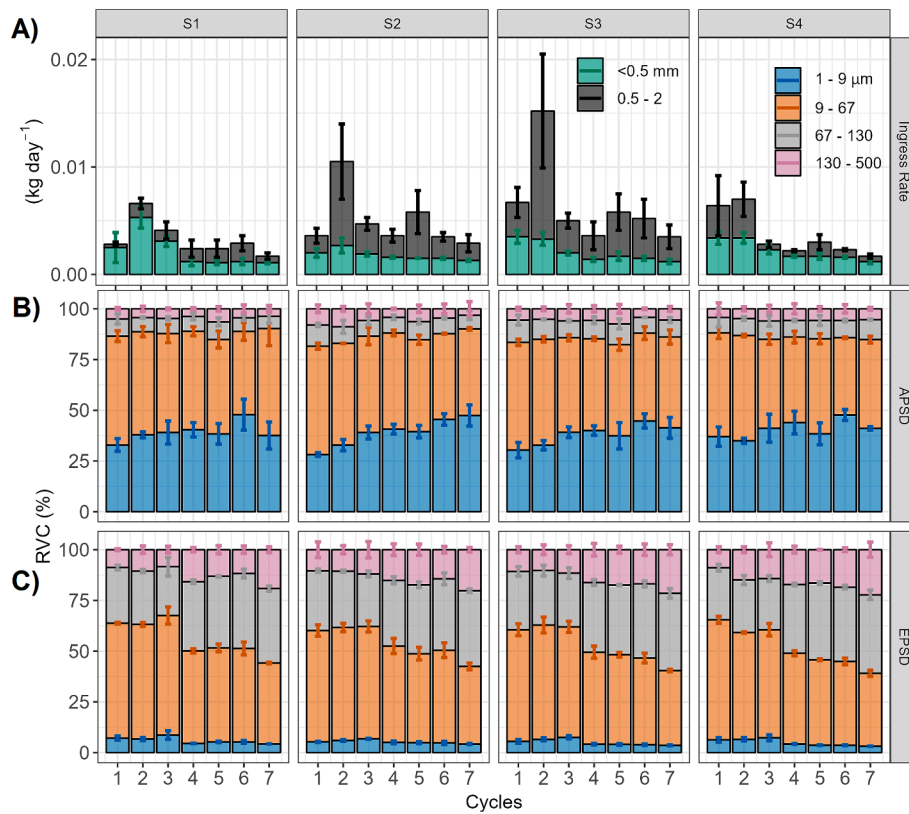 S1 S2 S3 S4
A)
0.02
0.01
0.00
(kg day⁻¹)
<0.5 mm
0.5 - 2
1 - 9 µm
9 - 67
67 - 130
130 - 500
Ingress Rate
B)
100
75
50
25
0
APSD
RVC (%)
C)
100
75
50
25
0
EPSD
1 2 3 4 5 6 7 1 2 3 4 5 6 7 1 2 3 4 5 6 7 1 2 3 4 5 6 7
Cycles